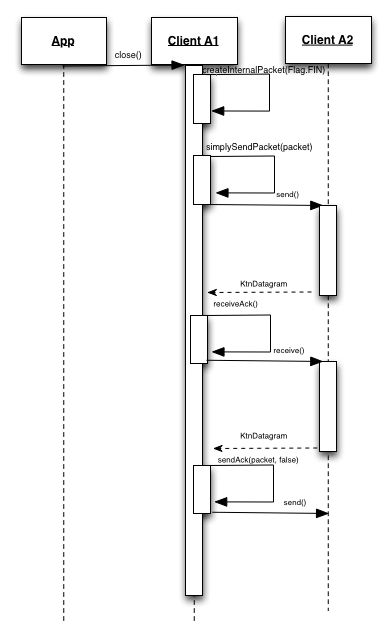 App
Client A1
Client A2
close()
createInternalPacket(Flag.FIN)
simplySendPacket(packet)
send()
KtnDatagram
receiveAck()
receive()
KtnDatagram
sendAck(packet, false)
send()